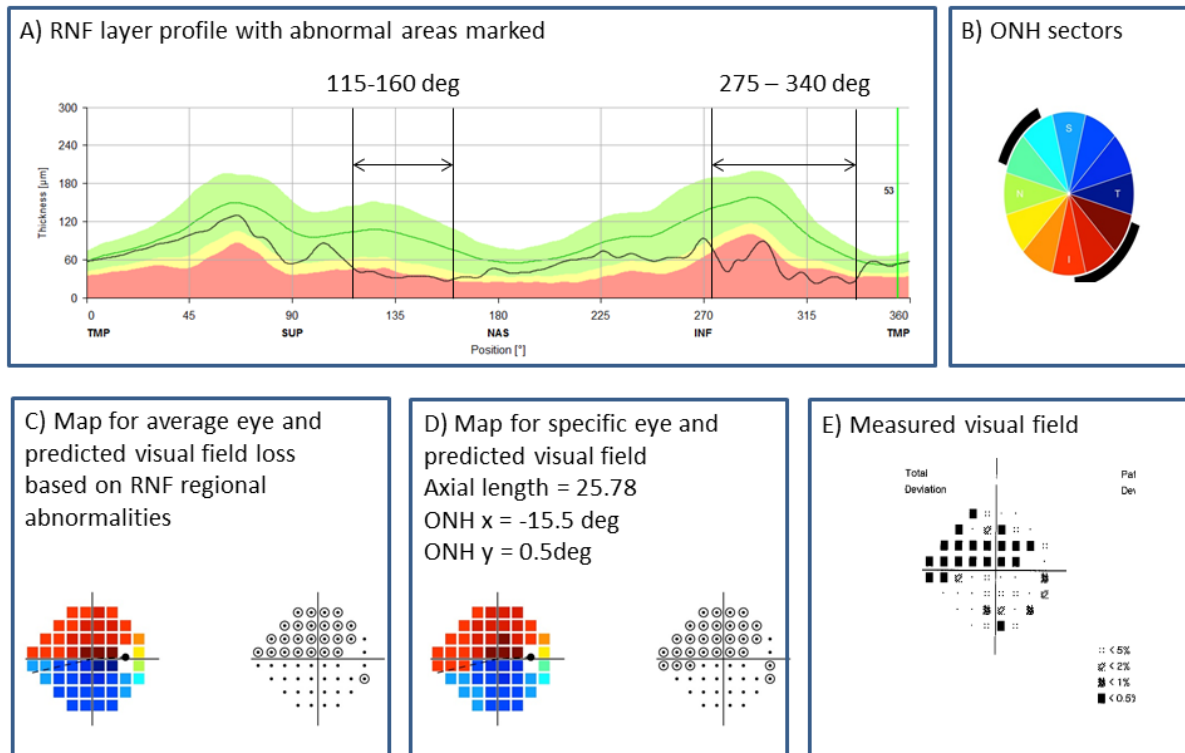 A) RNF layer profile with abnormal areas marked
115-160 deg
275 – 340 deg
300
240
180
120
60
0
Thickness [µm]
53
0
45
90
135
180
225
270
315
360
TMP
SUP
NAS
INF
TMP
Position [°]
B) ONH sectors
S
N
T
I
C) Map for average eye and
predicted visual field loss
based on RNF regional
abnormalities
D) Map for specific eye and
predicted visual field
Axial length = 25.78
ONH x = -15.5 deg
ONH y = 0.5deg
E) Measured visual field
Total
Deviation
Pat
Dev
< 5%
< 2%
< 1%
< 0.5%